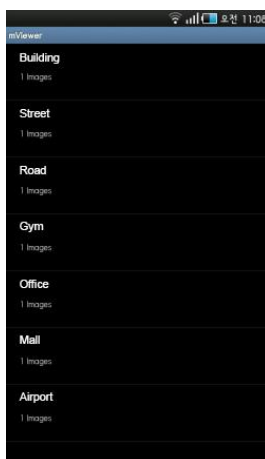 오전 11:08
mViewer
Building
1 Images
Street
1 Images
Road
1 Images
Gym
1 Images
Office
1 Images
Mall
1 Images
Airport
1 Images